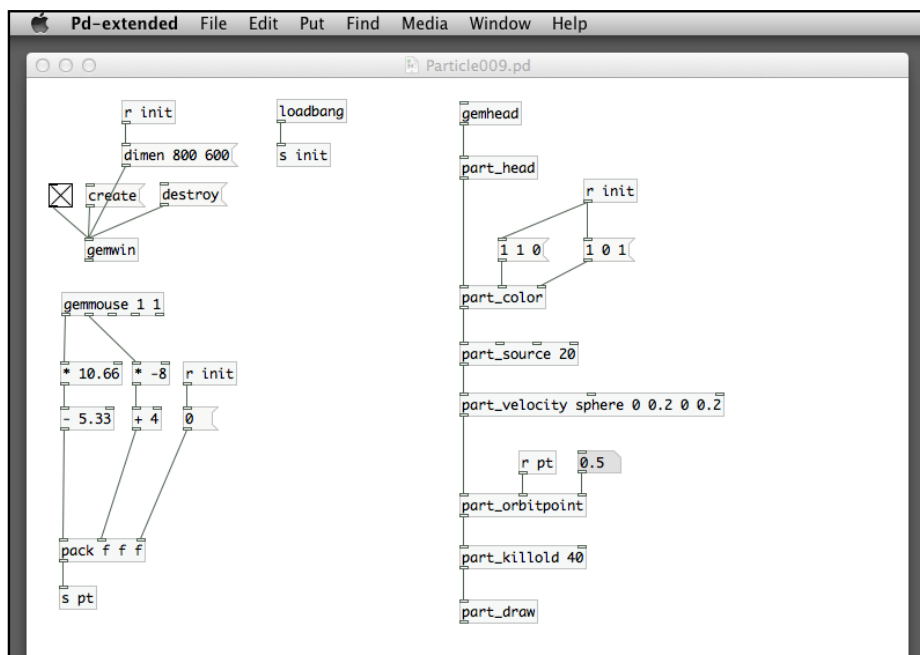 Pd-extended File Edit Put Find Media Window Help
Particle009.pd
r init
loadbang
dimen 800 600
s init
create
destroy
gemwin
gemmouse 1 1
* 10.66
* -8
r init
- 5.33
+ 4
0
pack f f f
s pt
gemhead
part_head
r init
1 1 0
1 0 1
part_color
part_source 20
part_velocity sphere 0 0.2 0 0.2
r pt
0.5
part_orbitpoint
part_killold 40
part_draw